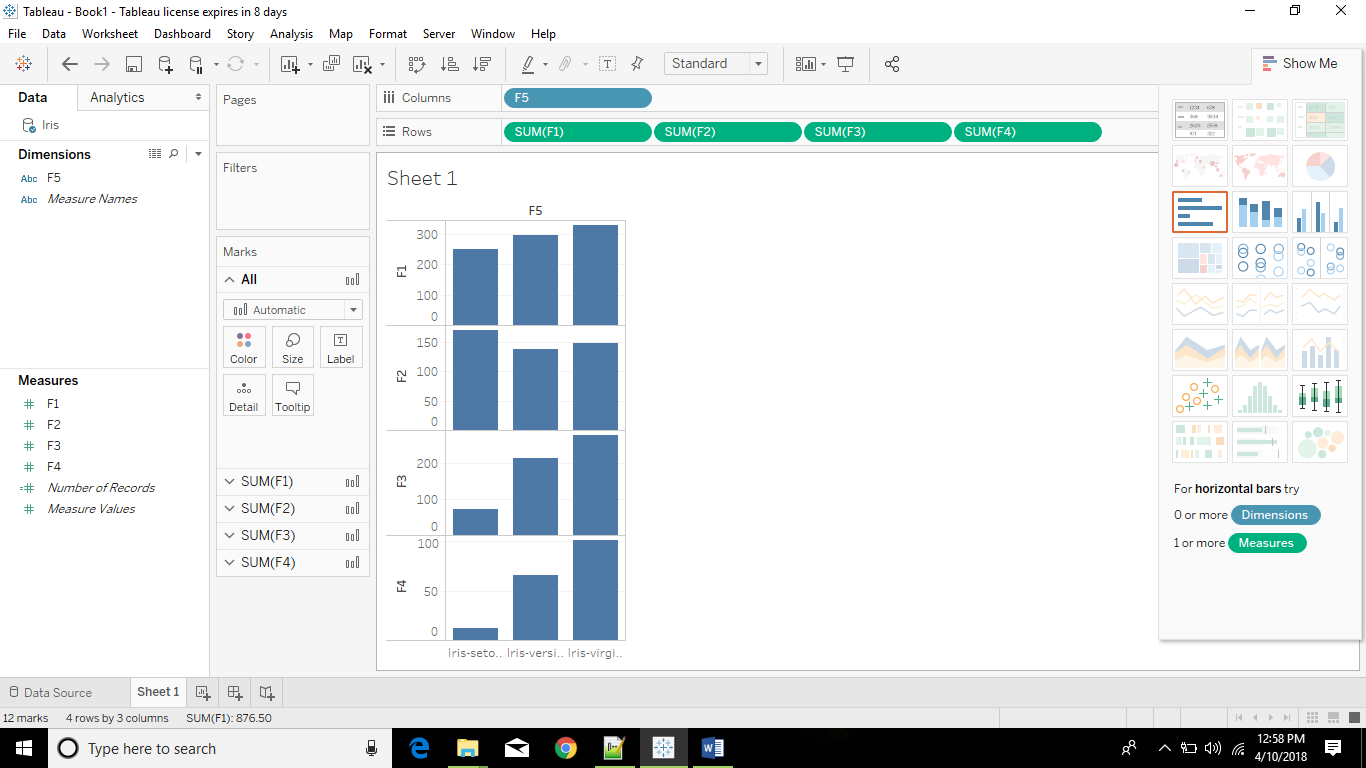 Tableau - Book1 - Tableau license expires in 8 days
File Data Worksheet Dashboard Story Analysis Map Format Server Window Help
Standard
Show Me
Data Analytics
Iris
Dimensions
Abc F5
Abc Measure Names
Measures
F1
F2
F3
F4
Number of Records
Measure Values
Pages
Filters
Marks
All
Automatic
Color Size Label
Detail Tooltip
SUM(F1)
SUM(F2)
SUM(F3)
SUM(F4)
Columns F5
Rows SUM(F1) SUM(F2) SUM(F3) SUM(F4)
Sheet 1
F5
F1
300
200
100
0
F2
150
100
50
0
F3
200
100
0
F4
100
50
0
Iris-seto.. Iris-versi.. Iris-virgi..
For horizontal bars try
0 or more Dimensions
1 or more Measures
Data Source Sheet 1
12 marks 4 rows by 3 columns SUM(F1): 876.50
Type here to search
12:58 PM
4/10/2018